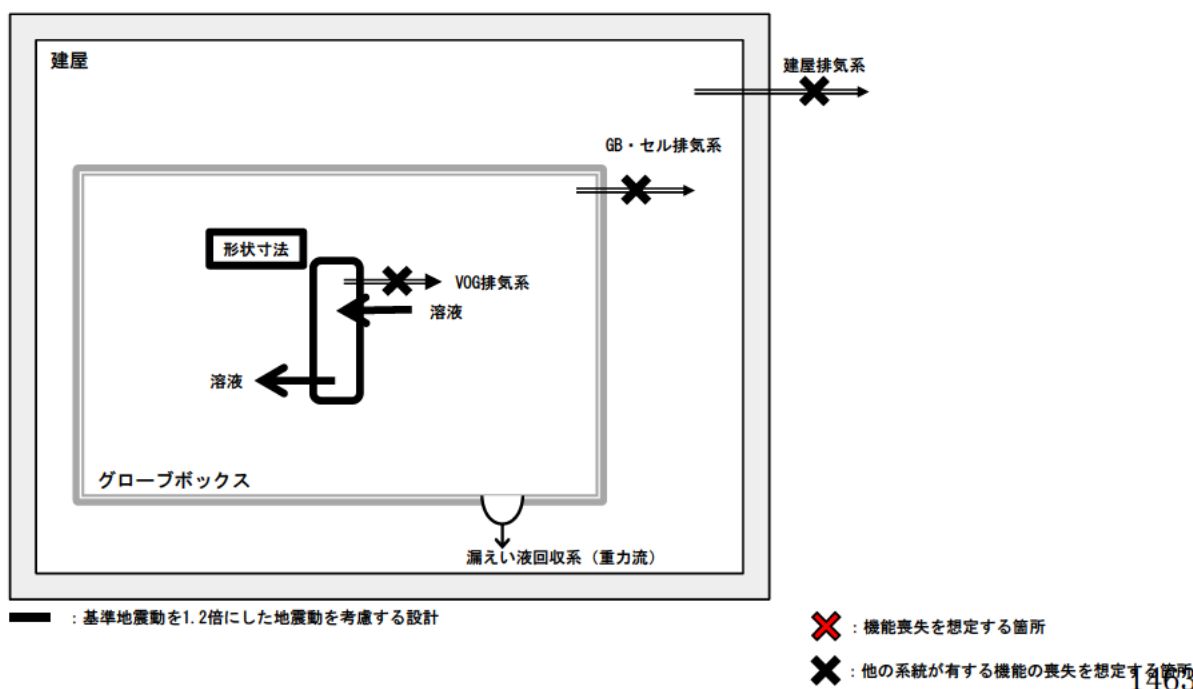 建屋
建屋排気系
GB・セル排気系
形状寸法
VOG排気系
溶液
溶液
グローブボックス
漏えい液回収系（重力流）
：基準地震動を1.2倍にした地震動を考慮する設計
：機能喪失を想定する箇所
：他の系統が有する機能の喪失を想定する箇所
1463